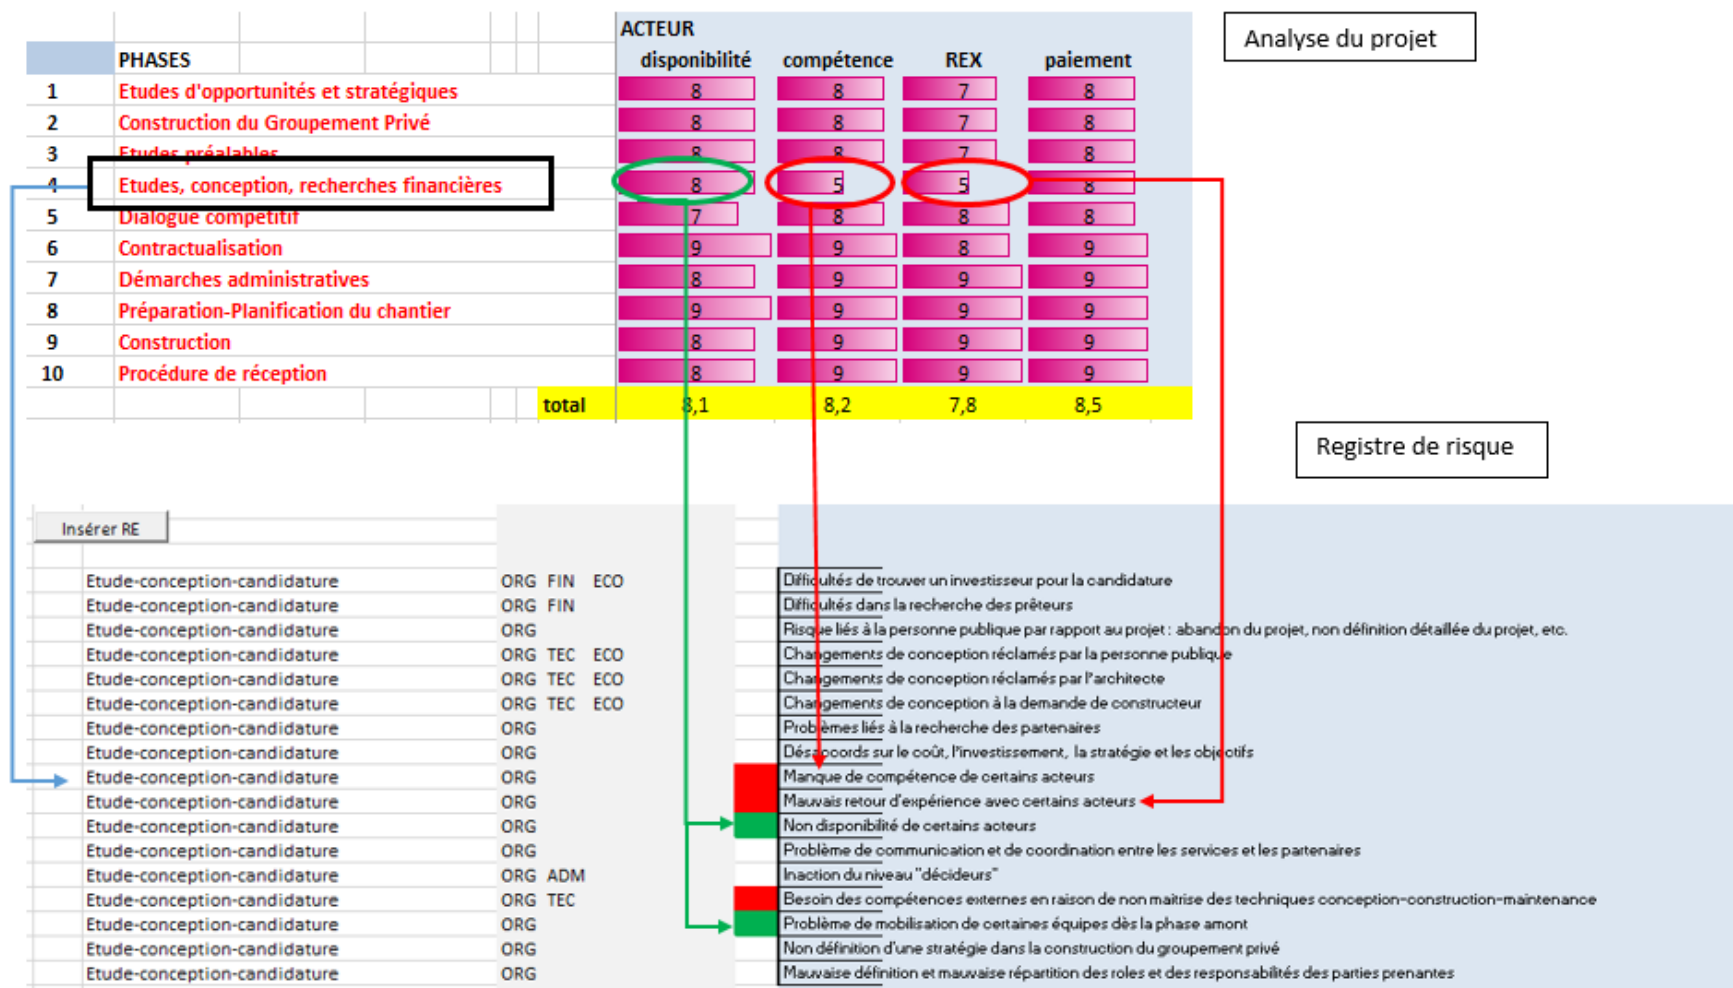 ACTEUR
Analyse du projet
PHASES disponibilité compétence REX paiement
1 Etudes d'opportunités et stratégiques 8 8 7 8
2 Construction du Groupement Privé 8 8 7 8
3 Etudes préalables 8 8 7 8
4 Etudes, conception, recherches financières 8 5 5 8
5 Dialogue compétitif 7 8 8 8
6 Contractualisation 9 9 8 9
7 Démarches administratives 8 9 9 9
8 Préparation-Planification du chantier 9 9 9 9
9 Construction 8 9 9 9
10 Procédure de réception 8 9 9 9
total 8,1 8,2 7,8 8,5
Registre de risque
Insérer RE
Etude-conception-candidature ORG FIN ECO Difficultés de trouver un investisseur pour la candidature
Etude-conception-candidature ORG FIN Difficultés dans la recherche des prêteurs
Etude-conception-candidature ORG Risque liés à la personne publique par rapport au projet : abandon du projet, non définition détaillée du projet, etc.
Etude-conception-candidature ORG TEC ECO Changements de conception réclamés par la personne publique
Etude-conception-candidature ORG TEC ECO Changements de conception réclamés par l'architecte
Etude-conception-candidature ORG TEC ECO Changements de conception à la demande de constructeur
Etude-conception-candidature ORG Problèmes liés à la recherche des partenaires
Etude-conception-candidature ORG Désaccords sur le coût, l'investissement, la stratégie et les objectifs
Etude-conception-candidature ORG Manque de compétence de certains acteurs
Etude-conception-candidature ORG Mauvais retour d'expérience avec certains acteurs
Etude-conception-candidature ORG Non disponibilité de certains acteurs
Etude-conception-candidature ORG Problème de communication et de coordination entre les services et les partenaires
Etude-conception-candidature ORG ADM Inaction du niveau "décideurs"
Etude-conception-candidature ORG TEC Besoin des compétences externes en raison de non maitrise des techniques conception-construction-maintenance
Etude-conception-candidature ORG Problème de mobilisation de certaines équipes dès la phase amont
Etude-conception-candidature ORG Non définition d'une stratégie dans la construction du groupement privé
Etude-conception-candidature ORG Mauvaise définition et mauvaise répartition des roles et des responsabilités des parties prenantes